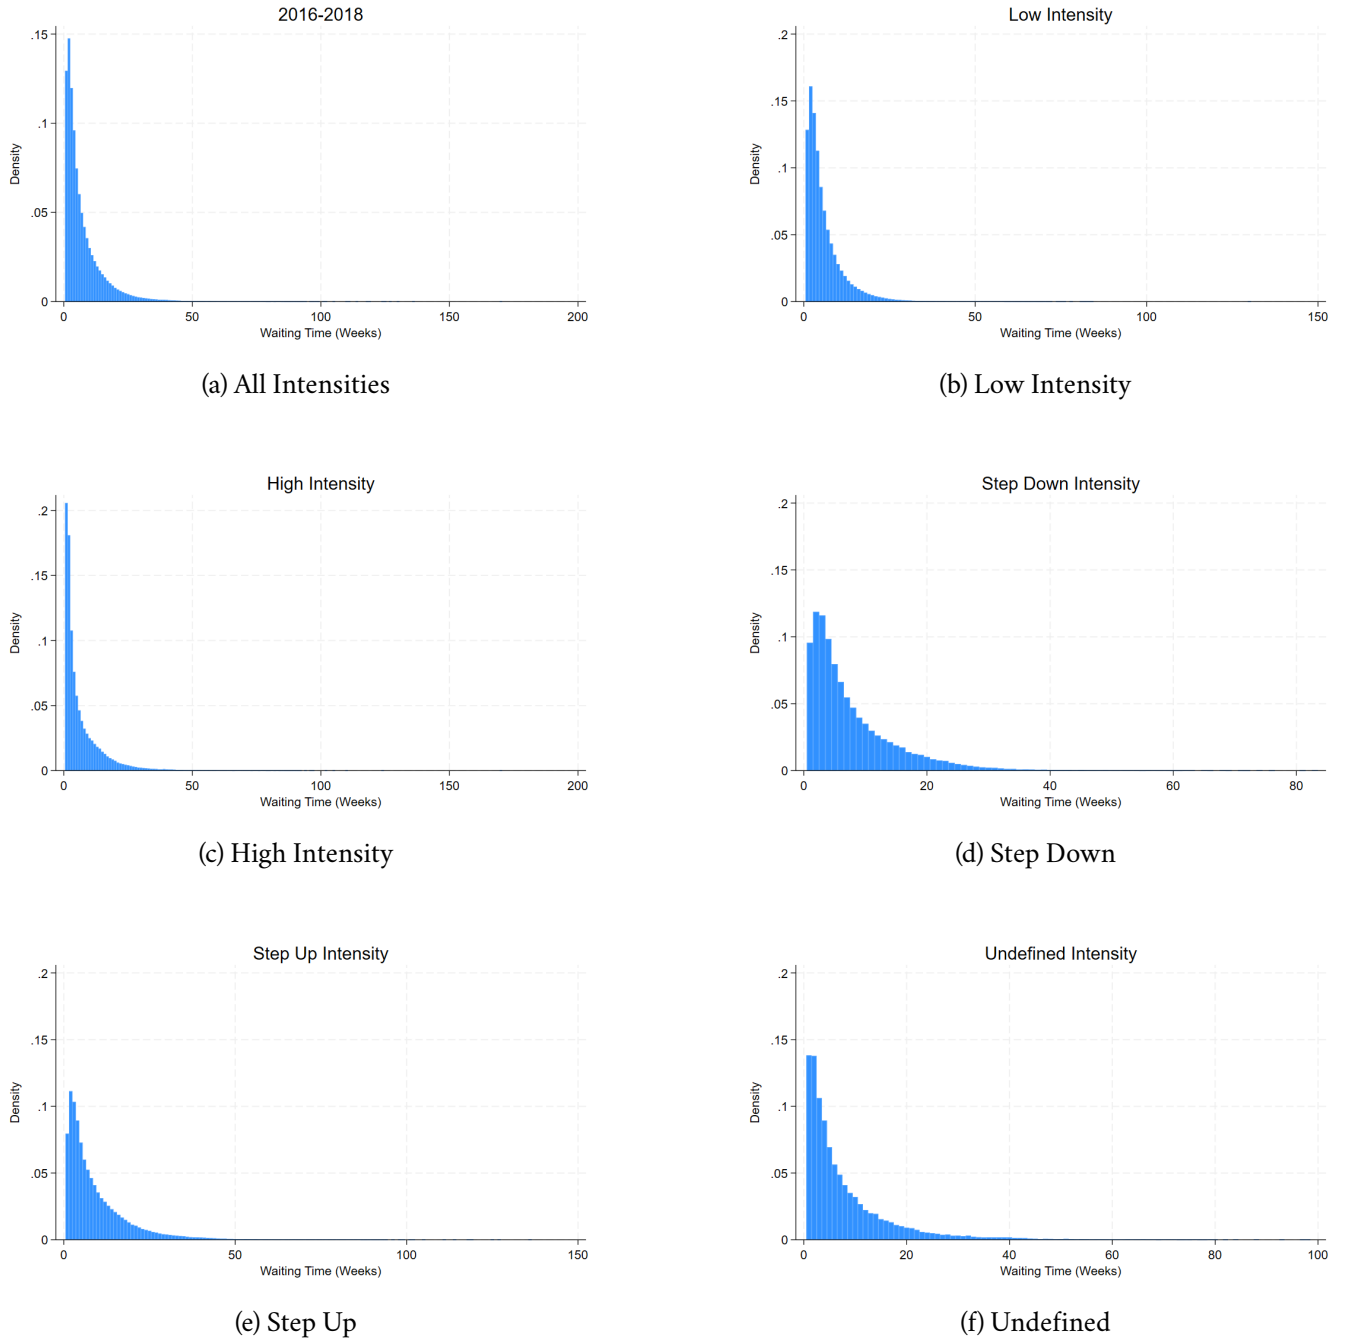 2016-2018
.15
.1
.05
0
Density
0 50 100 150 200
Waiting Time (Weeks)
(a) All Intensities
Low Intensity
.2
.15
.1
.05
0
Density
0 50 100 150
Waiting Time (Weeks)
(b) Low Intensity
High Intensity
.2
.15
.1
.05
0
Density
0 50 100 150 200
Waiting Time (Weeks)
(c) High Intensity
Step Down Intensity
.2
.15
.1
.05
0
Density
0 20 40 60 80
Waiting Time (Weeks)
(d) Step Down
Step Up Intensity
.2
.15
.1
.05
0
Density
0 50 100 150
Waiting Time (Weeks)
(e) Step Up
Undefined Intensity
.2
.15
.1
.05
0
Density
0 20 40 60 80 100
Waiting Time (Weeks)
(f) Undefined